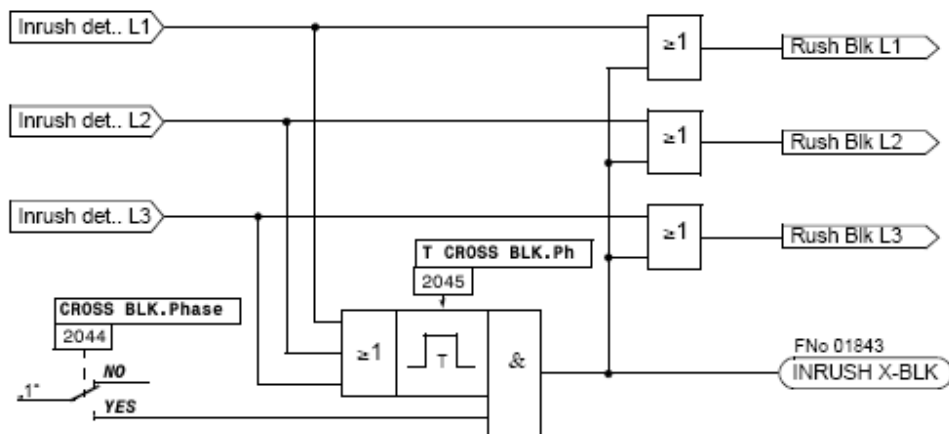 Inrush det.. L1
≥1
Rush Blk L1
Inrush det.. L2
≥1
Rush Blk L2
Inrush det.. L3
≥1
Rush Blk L3
T CROSS BLK.Ph
2045
CROSS BLK.Phase
2044
≥1
T
&
FNo 01843
INRUSH X-BLK
NO
„1"
YES